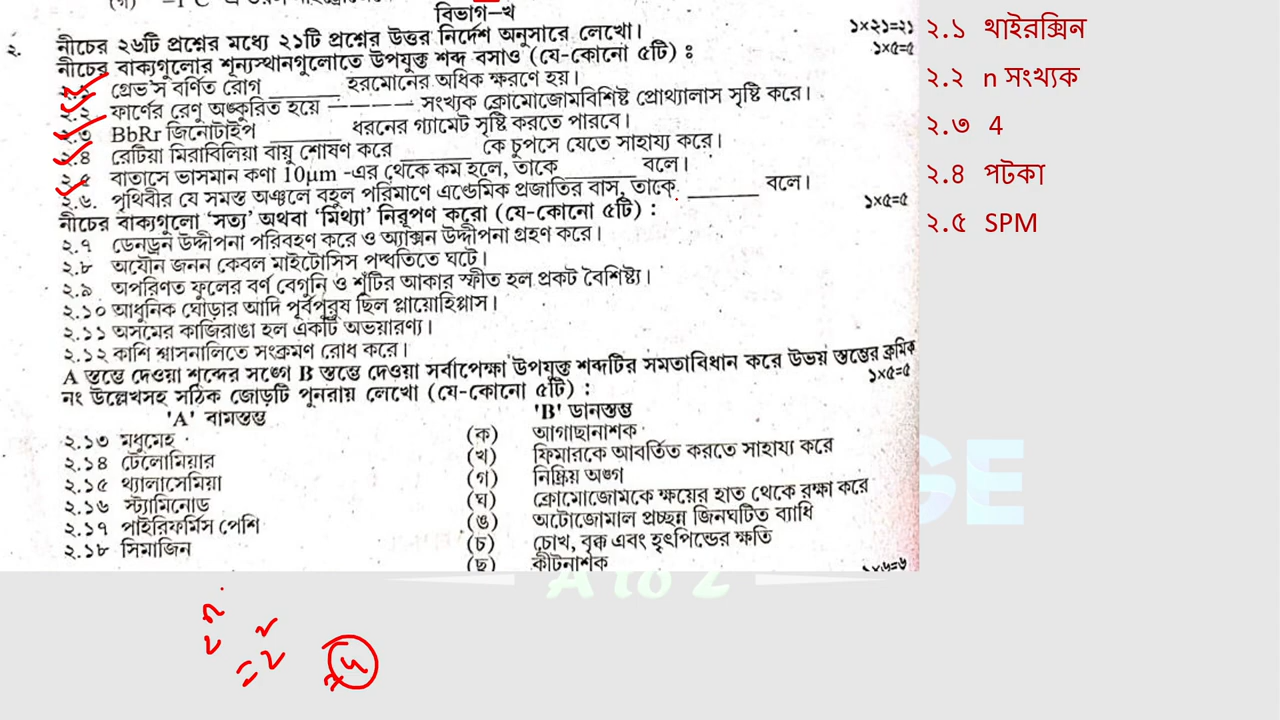 বিভাগ-খ
২. নীচের ২৬টি প্রশ্নের মধ্যে ২১টি প্রশ্নের উত্তর নির্দেশ অনুসারে লেখো। ১×২১=২১
নীচের বাক্যগুলোর শূন্যস্থানগুলোতে উপযুক্ত শব্দ বসাও (যে-কোনো ৫টি) : ১×৫=৫
২.১ গ্রেভ'স বর্ণিত রোগ ________ হরমোনের অধিক ক্ষরণে হয়।
২.২ ফার্ণের রেণু অঙ্কুরিত হয়ে ———— সংখ্যক ক্রোমোজোমবিশিষ্ট প্রোথ্যালাস সৃষ্টি করে।
২.৩ BbRr জিনোটাইপ ________ ধরনের গ্যামেট সৃষ্টি করতে পারবে।
২.৪ রেটিয়া মিরাবিলিয়া বায়ু শোষণ করে ________ কে চুপসে যেতে সাহায্য করে।
২.৫ বাতাসে ভাসমান কণা 10μm -এর থেকে কম হলে, তাকে ________ বলে।
২.৬. পৃথিবীর যে সমস্ত অঞ্চলে বহুল পরিমাণে এণ্ডেমিক প্রজাতির বাস, তাকে ________ বলে।
নীচের বাক্যগুলো 'সত্য' অথবা 'মিথ্যা' নিরূপণ করো (যে-কোনো ৫টি) : ১×৫=৫
২.৭ ডেনড্রন উদ্দীপনা পরিবহণ করে ও অ্যাক্সন উদ্দীপনা গ্রহণ করে।
২.৮ অযৌন জনন কেবল মাইটোসিস পদ্ধতিতে ঘটে।
২.৯ অপরিণত ফুলের বর্ণ বেগুনি ও শুঁটির আকার স্ফীত হল প্রকট বৈশিষ্ট্য।
২.১০ আধুনিক ঘোড়ার আদি পূর্বপুরুষ ছিল প্লায়োহিপ্পাস।
২.১১ অসমের কাজিরাঙা হল একটি অভয়ারণ্য।
২.১২ কাশি শ্বাসনালিতে সংক্রমণ রোধ করে।
A স্তম্ভে দেওয়া শব্দের সঙ্গে B স্তম্ভে দেওয়া সর্বাপেক্ষা উপযুক্ত শব্দটির সমতাবিধান করে উভয় স্তম্ভের ক্রমিক
নং উল্লেখসহ সঠিক জোড়টি পুনরায় লেখো (যে-কোনো ৫টি) : ১×৫=৫
'A' বামস্তম্ভ 'B' ডানস্তম্ভ
২.১৩ মধুমেহ (ক) আগাছানাশক
২.১৪ টেলোমিয়ার (খ) ফিমারকে আবর্তিত করতে সাহায্য করে
২.১৫ থ্যালাসেমিয়া (গ) নিষ্ক্রিয় অঙ্গ
২.১৬ স্ট্যামিনোড (ঘ) ক্রোমোজোমকে ক্ষয়ের হাত থেকে রক্ষা করে
২.১৭ পাইরিফর্মিস পেশি (ঙ) অটোজোমাল প্রচ্ছন্ন জিনঘটিত ব্যাধি
২.১৮ সিমাজিন (চ) চোখ, বৃক্ক এবং হৃৎপিন্ডের ক্ষতি
(ছ) কীটনাশক
১×৬=৬
২.১ থাইরক্সিন
২.২ n সংখ্যক
২.৩ 4
২.৪ পটকা
২.৫ SPM
GE
A to Z